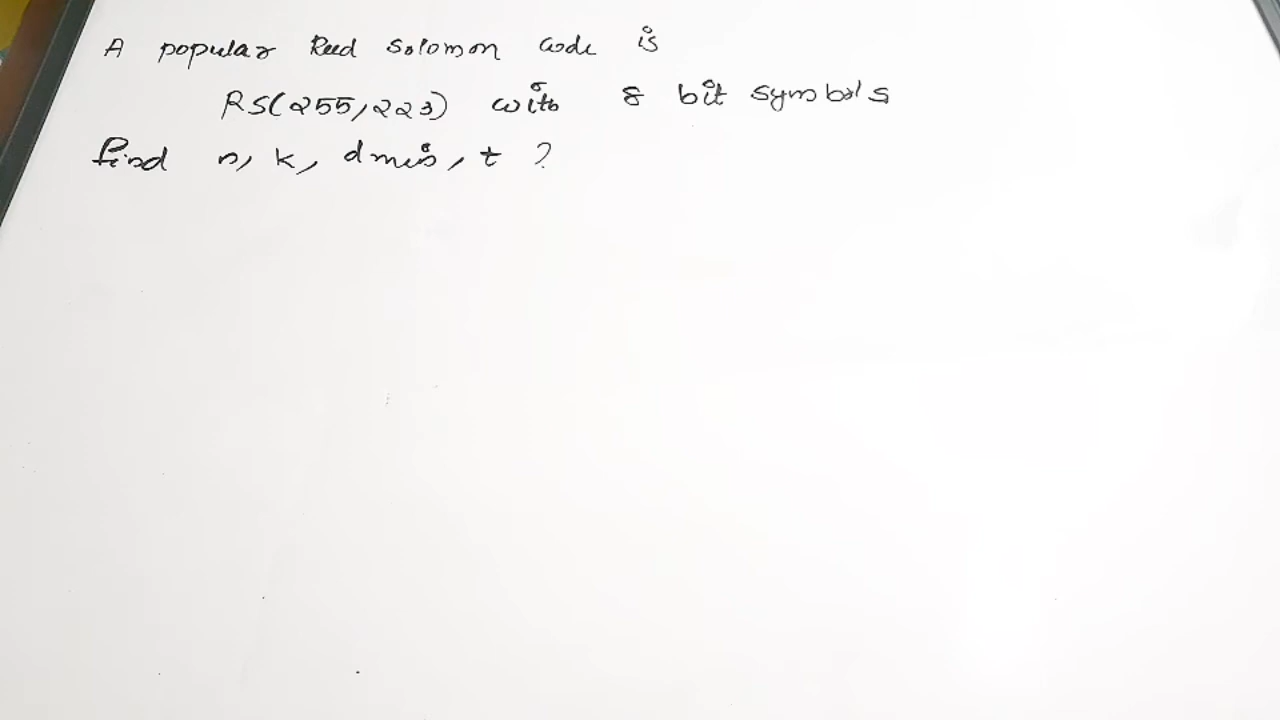 A popular Reed Solomon code is
RS(255,223) with 8 bit symbols
find n, k, dmin, t ?